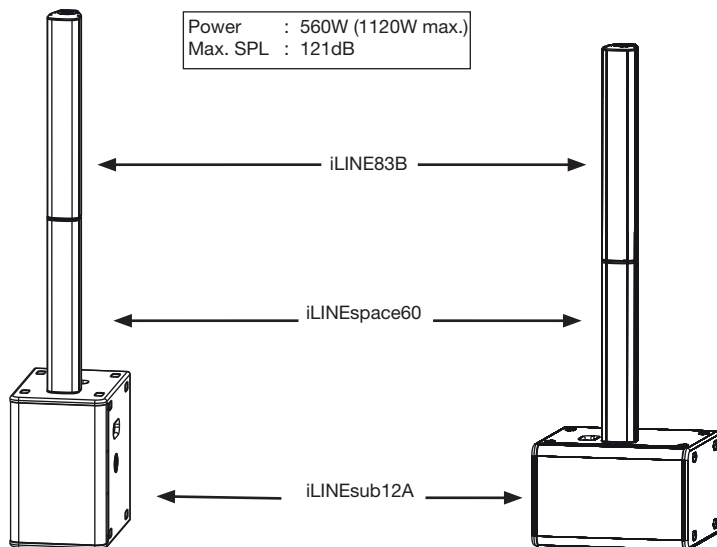 Power : 560W (1120W max.)
Max. SPL : 121dB
iLINE83B
iLINEspace60
iLINEsub12A